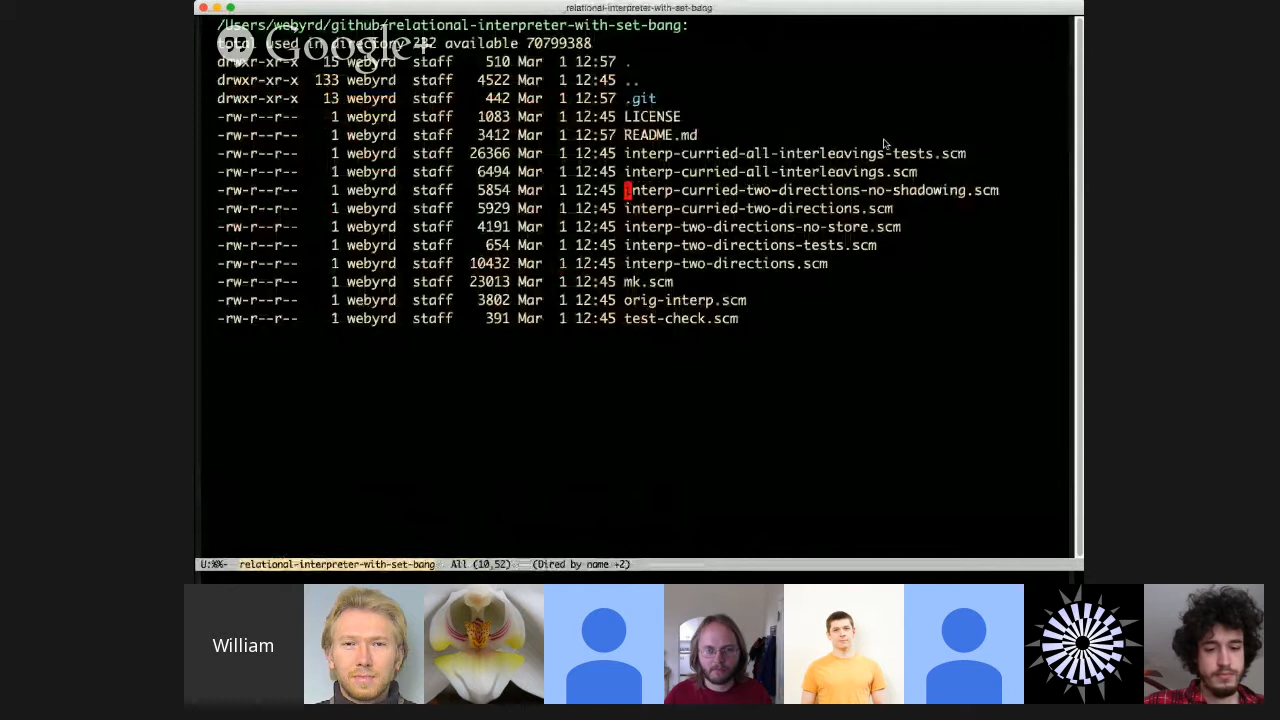 relational-interpreter-with-set-bang
/Users/webyrd/github/relational-interpreter-with-set-bang:
total used in directory 232 available 70799388
Google+
drwxr-xr-x 15 webyrd staff 510 Mar 1 12:57 .
drwxr-xr-x 133 webyrd staff 4522 Mar 1 12:45 ..
drwxr-xr-x 13 webyrd staff 442 Mar 1 12:57 .git
-rw-r--r-- 1 webyrd staff 1083 Mar 1 12:45 LICENSE
-rw-r--r-- 1 webyrd staff 3412 Mar 1 12:57 README.md
-rw-r--r-- 1 webyrd staff 26366 Mar 1 12:45 interp-curried-all-interleavings-tests.scm
-rw-r--r-- 1 webyrd staff 6494 Mar 1 12:45 interp-curried-all-interleavings.scm
-rw-r--r-- 1 webyrd staff 5854 Mar 1 12:45 interp-curried-two-directions-no-shadowing.scm
-rw-r--r-- 1 webyrd staff 5929 Mar 1 12:45 interp-curried-two-directions.scm
-rw-r--r-- 1 webyrd staff 4191 Mar 1 12:45 interp-two-directions-no-store.scm
-rw-r--r-- 1 webyrd staff 654 Mar 1 12:45 interp-two-directions-tests.scm
-rw-r--r-- 1 webyrd staff 10432 Mar 1 12:45 interp-two-directions.scm
-rw-r--r-- 1 webyrd staff 23013 Mar 1 12:45 mk.scm
-rw-r--r-- 1 webyrd staff 3802 Mar 1 12:45 orig-interp.scm
-rw-r--r-- 1 webyrd staff 391 Mar 1 12:45 test-check.scm
U:%%- relational-interpreter-with-set-bang All (10,52) (Dired by name +2)
William